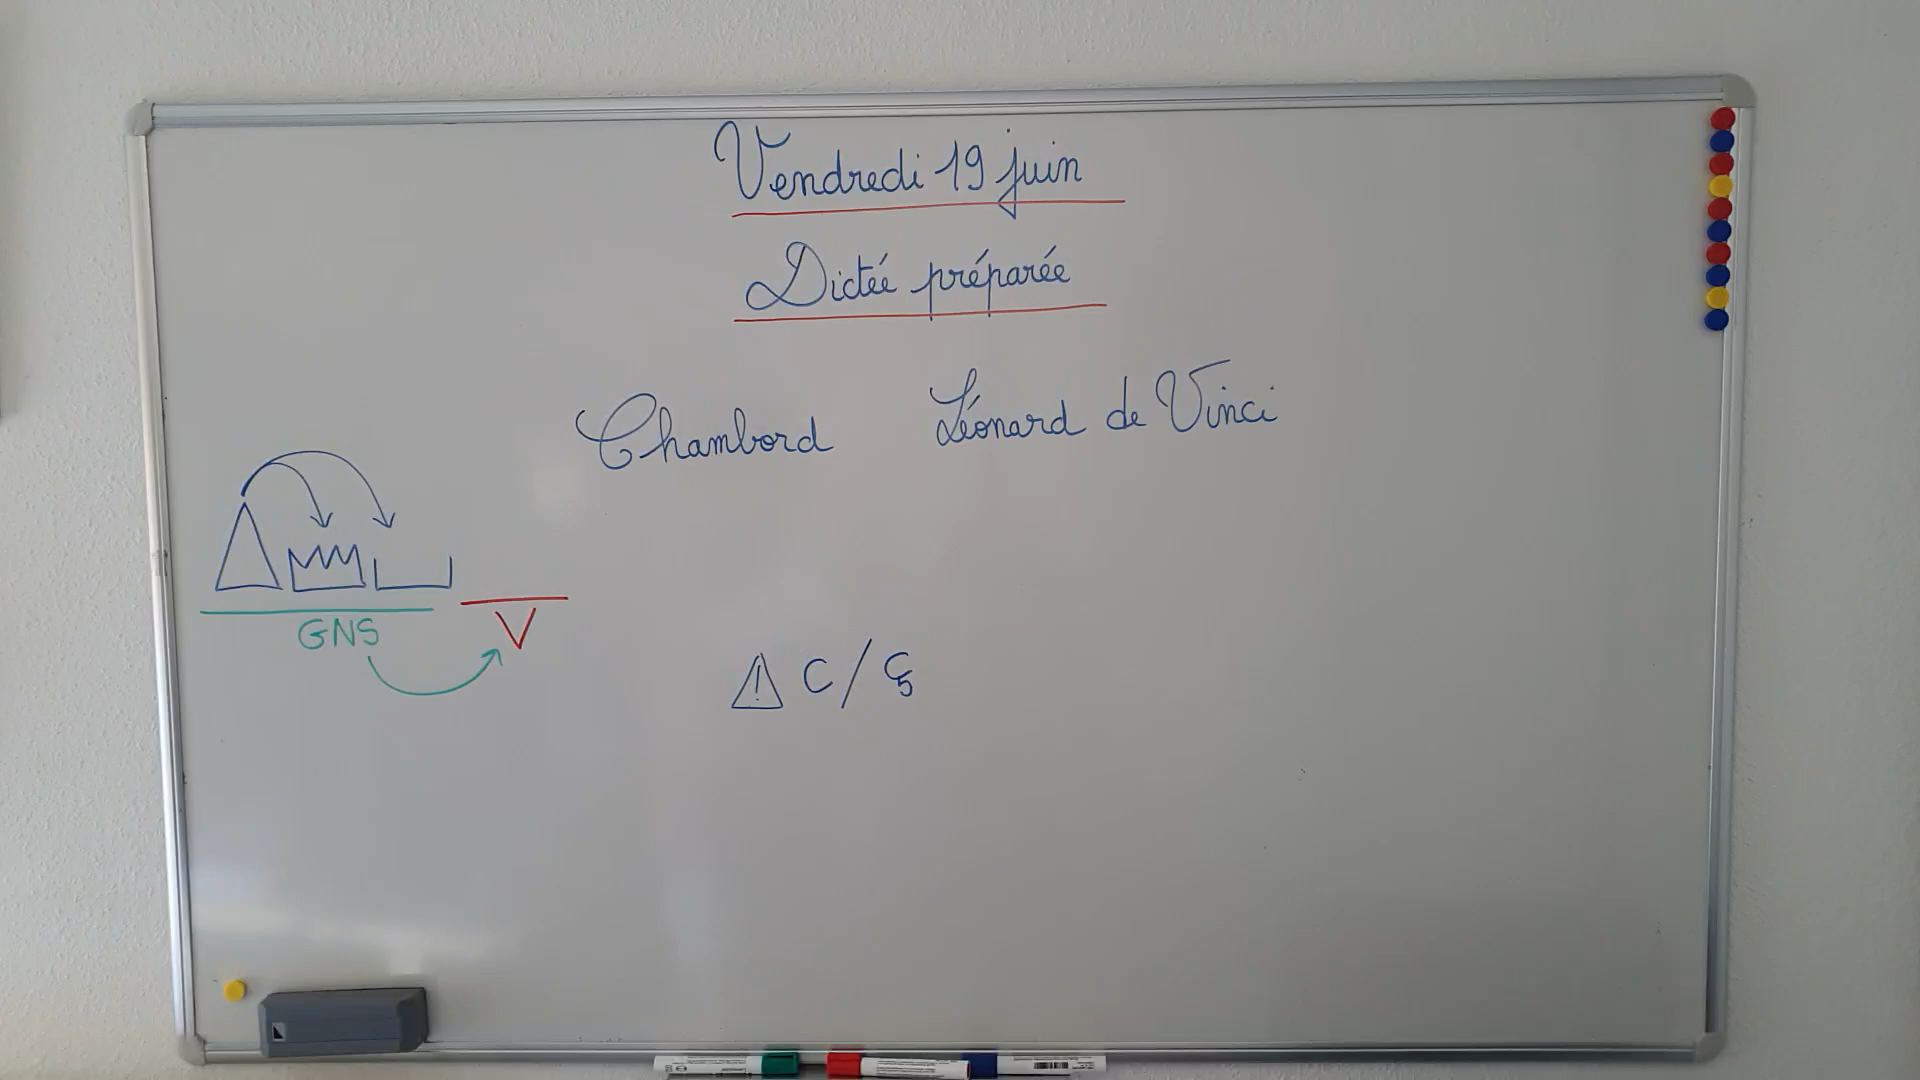 Vendredi 19 juin
Dictée préparée
Chambord Léonard de Vinci
GNS V
⚠ C / Ç